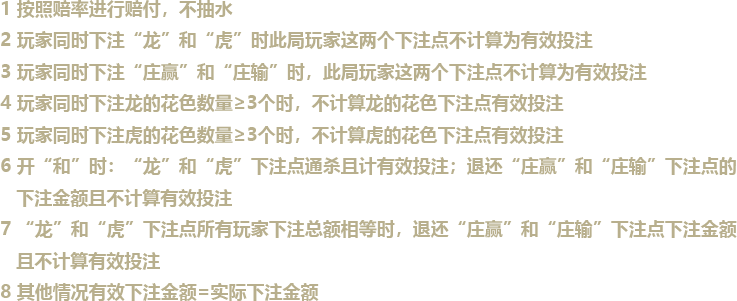 1 按照赔率进行赔付，不抽水
2 玩家同时下注“龙”和“虎”时此局玩家这两个下注点不计算为有效投注
3 玩家同时下注“庄赢”和“庄输”时，此局玩家这两个下注点不计算为有效投注
4 玩家同时下注龙的花色数量≥3个时，不计算龙的花色下注点有效投注
5 玩家同时下注虎的花色数量≥3个时，不计算虎的花色下注点有效投注
6 开“和”时：“龙”和“虎”下注点通杀且计有效投注；退还“庄赢”和“庄输”下注点的
下注金额且不计算有效投注
7 “龙”和“虎”下注点所有玩家下注总额相等时，退还“庄赢”和“庄输”下注点下注金额
且不计算有效投注
8 其他情况有效下注金额=实际下注金额